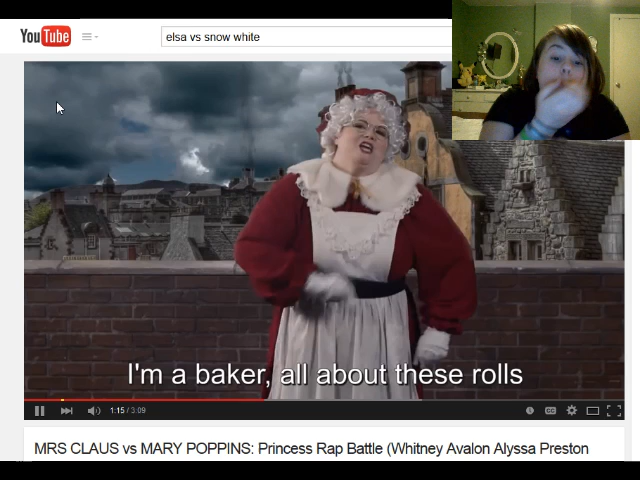 YouTube
elsa vs snow white
I'm a baker, all about these rolls
1:15 / 3:09
CC
MRS CLAUS vs MARY POPPINS: Princess Rap Battle (Whitney Avalon Alyssa Preston